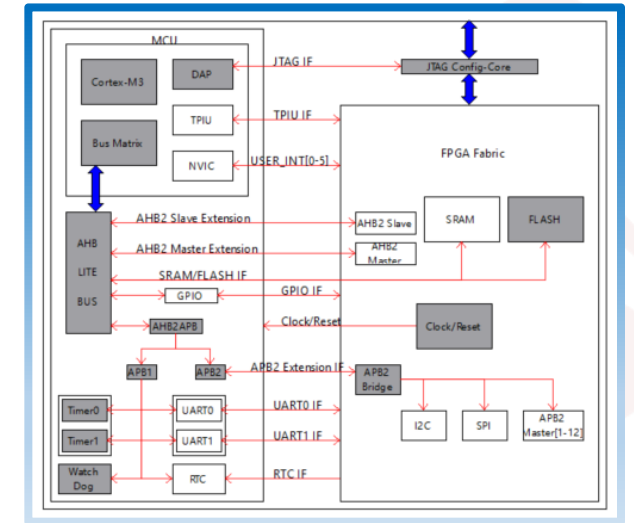 MCU
Cortex-M3
DAP
JTAG IF
JTAG Config-Core
TPIU
TPIU IF
Bus Matrix
NVIC
USER_INT[0-5]
FPGA Fabric
AHB
LITE
BUS
AHB2 Slave Extension
AHB2 Slave
SRAM
FLASH
AHB2 Master Extension
AHB2
Master
SRAM/FLASH IF
GPIO
GPIO IF
AHB2APB
Clock/Reset
Clock/Reset
APB1
APB2
APB2 Extension IF
APB2
Bridge
Timer0
UART0
UART0 IF
I2C
SPI
APB2
Master[1-12]
Timer1
UART1
UART1 IF
Watch
Dog
RTC
RTC IF